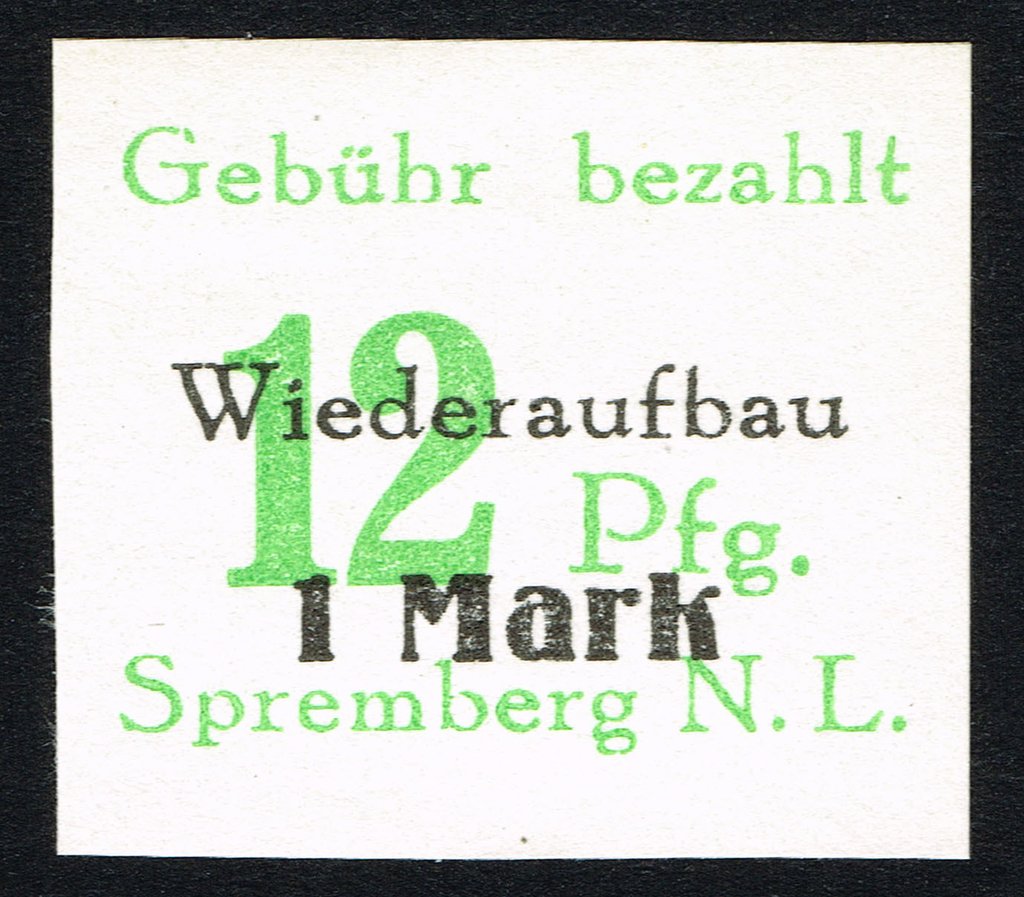 Gebühr bezahlt
12 Pfg.
Wiederaufbau
1 Mark
Spremberg N. L.